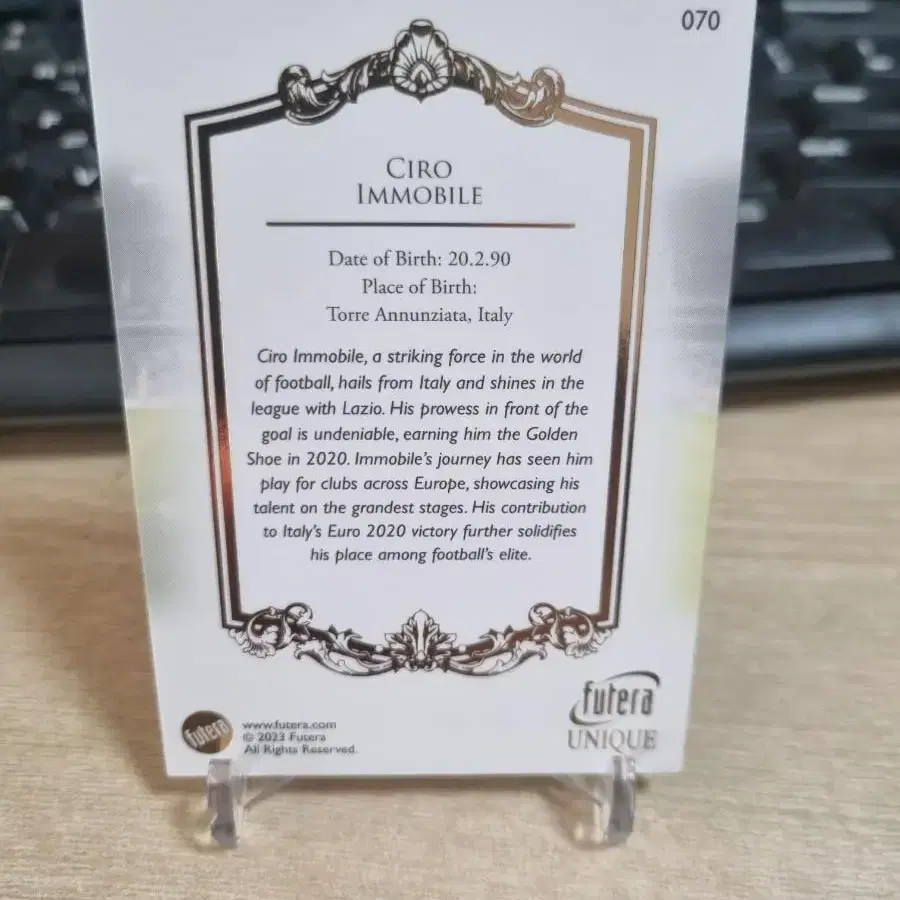 070
CIRO
IMMOBILE
Date of Birth: 20.2.90
Place of Birth:
Torre Annunziata, Italy
Ciro Immobile, a striking force in the world
of football, hails from Italy and shines in the
league with Lazio. His prowess in front of the
goal is undeniable, earning him the Golden
Shoe in 2020. Immobile's journey has seen him
play for clubs across Europe, showcasing his
talent on the grandest stages. His contribution
to Italy's Euro 2020 victory further solidifies
his place among football's elite.
futera
www.futera.com
© 2023 Futera
All Rights Reserved.
futera
UNIQUE